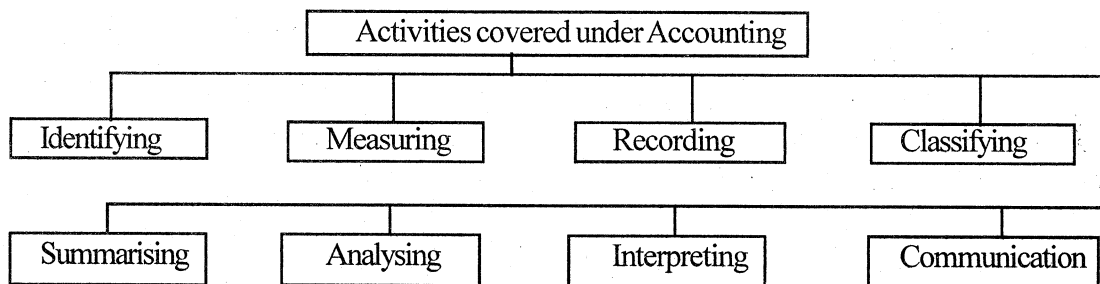 Activities covered under Accounting
Identifying Measuring Recording Classifying
Summarising Analysing Interpreting Communication